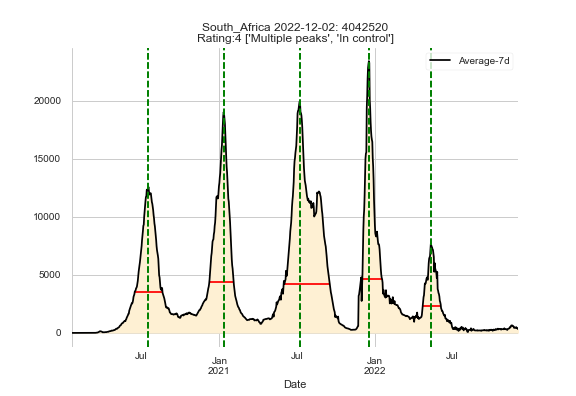 South_Africa 2022-12-02: 4042520
Rating:4 ['Multiple peaks', 'In control']
Average-7d
20000
15000
10000
5000
0
Jul
Jan
2021
Jul
Jan
2022
Jul
Date